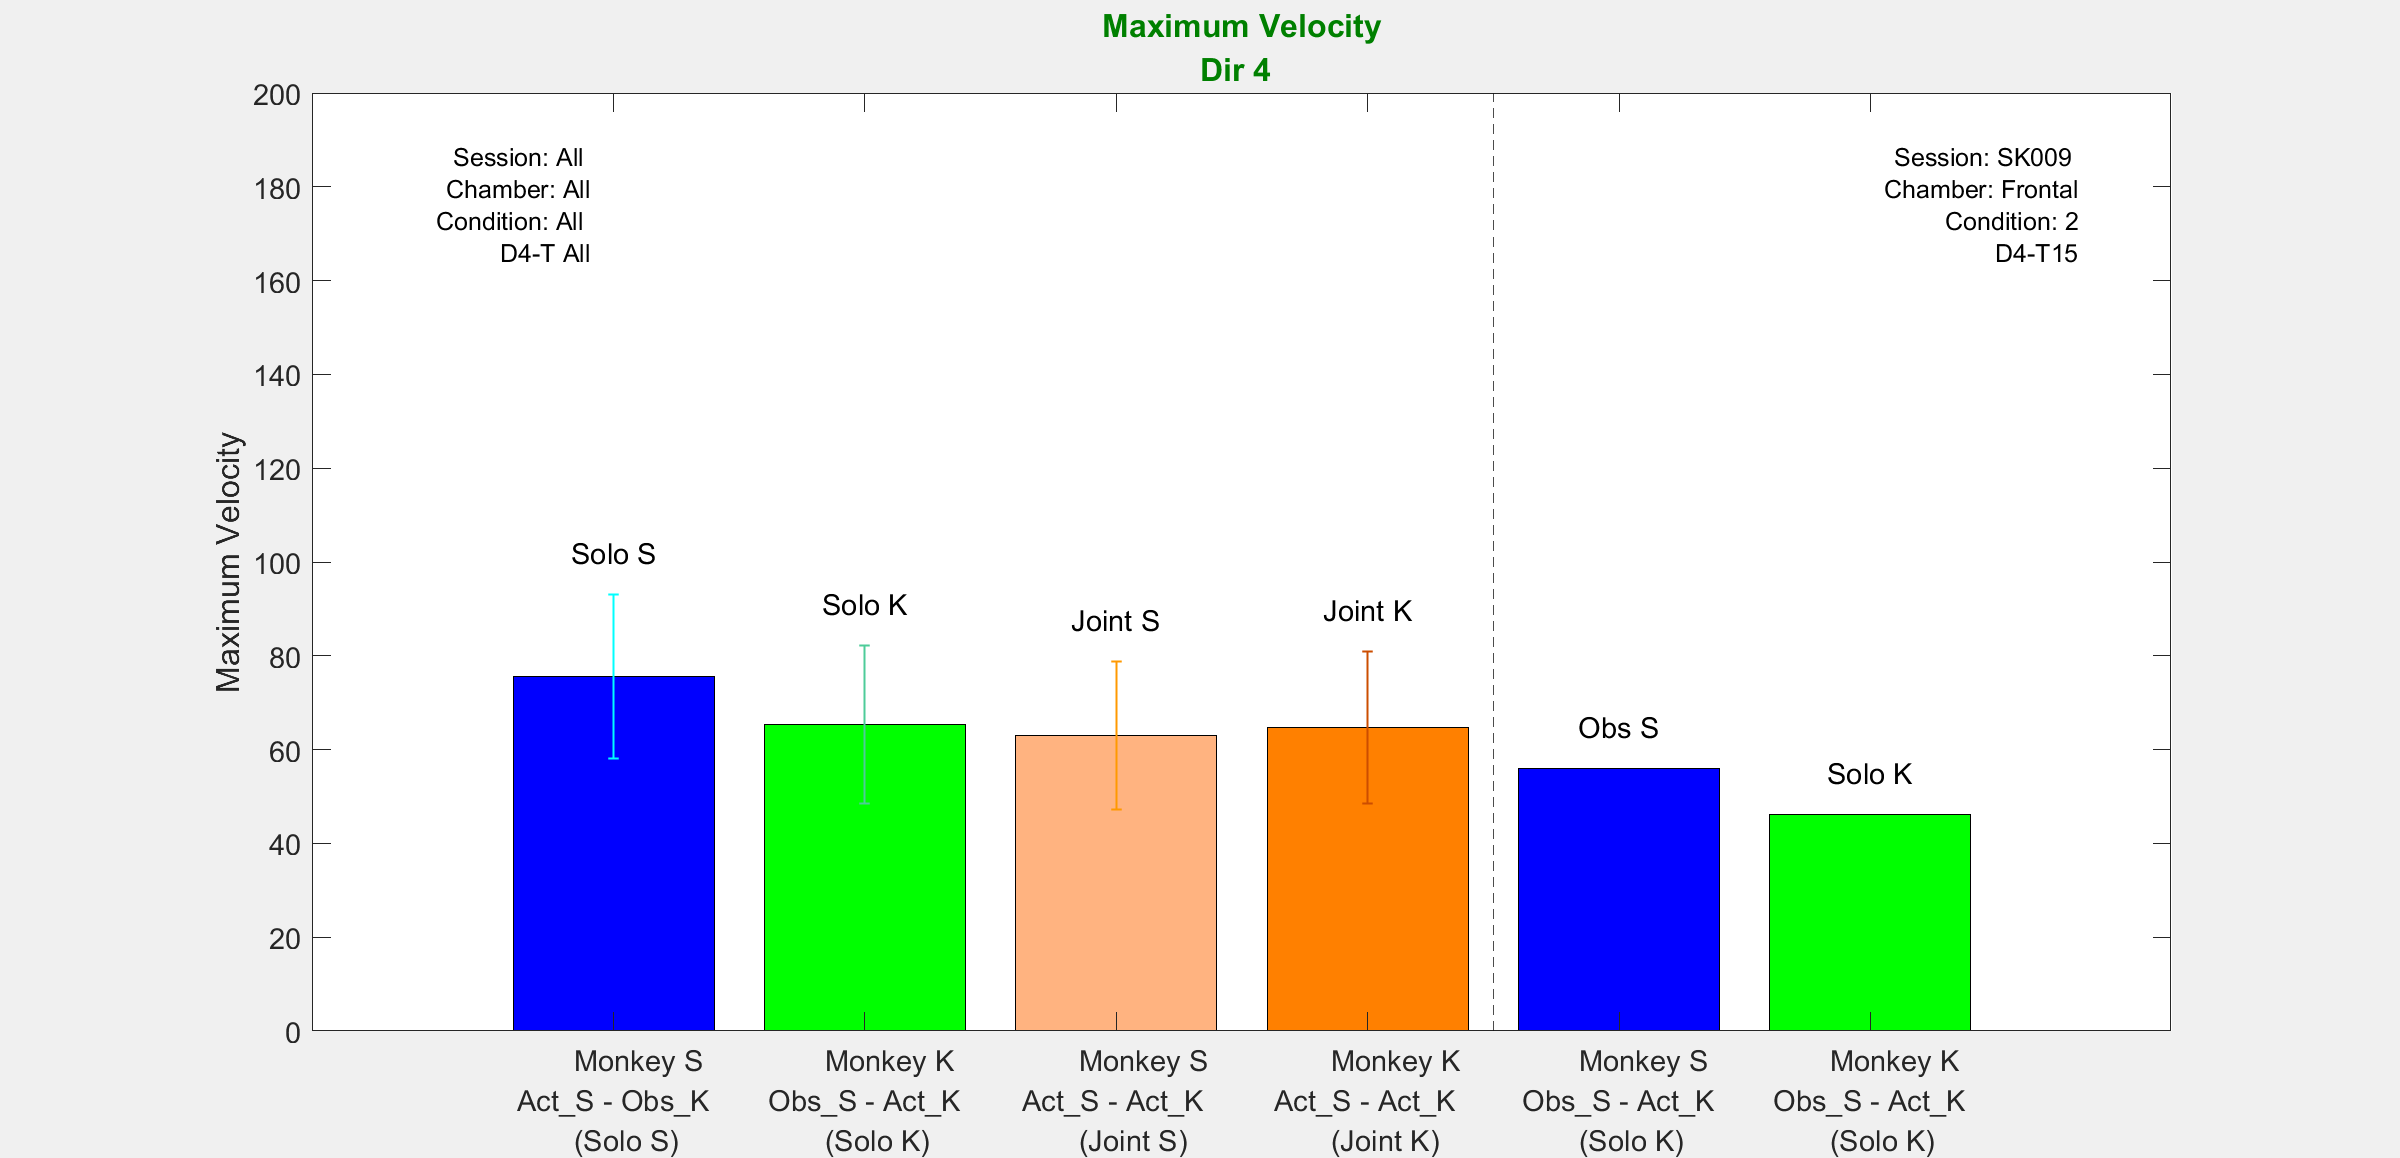 Maximum Velocity
Dir 4
Session: All
Chamber: All
Condition: All
D4-T All
Session: SK009
Chamber: Frontal
Condition: 2
D4-T15
Maximum Velocity
200
180
160
140
120
100
80
60
40
20
0
Solo S
Solo K
Joint S
Joint K
Obs S
Solo K
Monkey S
Act_S - Obs_K
(Solo S)
Monkey K
Obs_S - Act_K
(Solo K)
Monkey S
Act_S - Act_K
(Joint S)
Monkey K
Act_S - Act_K
(Joint K)
Monkey S
Obs_S - Act_K
(Solo K)
Monkey K
Obs_S - Act_K
(Solo K)